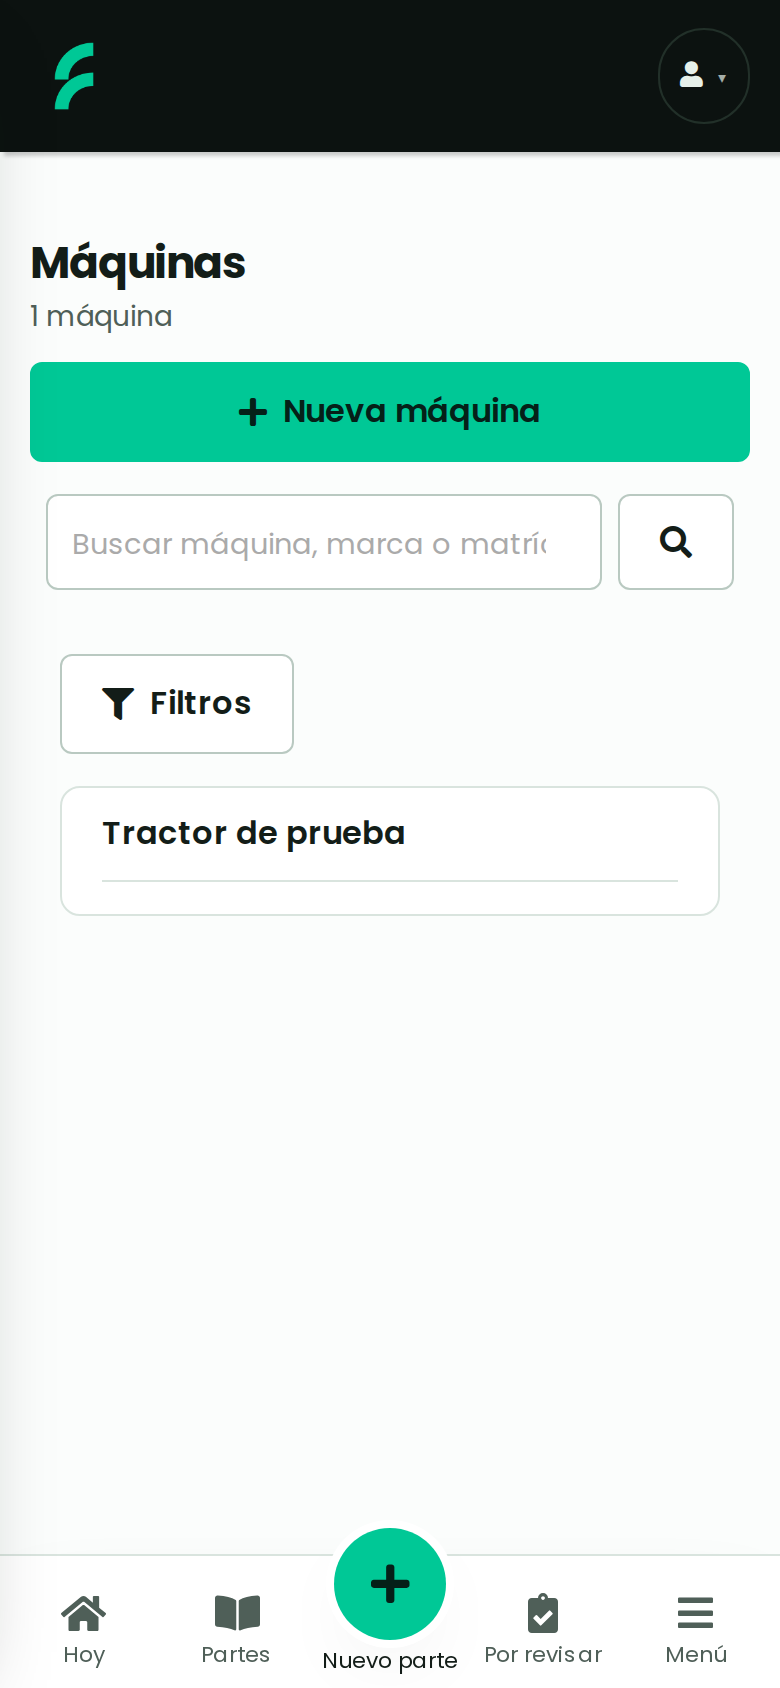 Máquinas
1 máquina
Nueva máquina
Buscar máquina, marca o matríc
Filtros
Tractor de prueba
Hoy
Partes
Nuevo parte
Por revisar
Menú